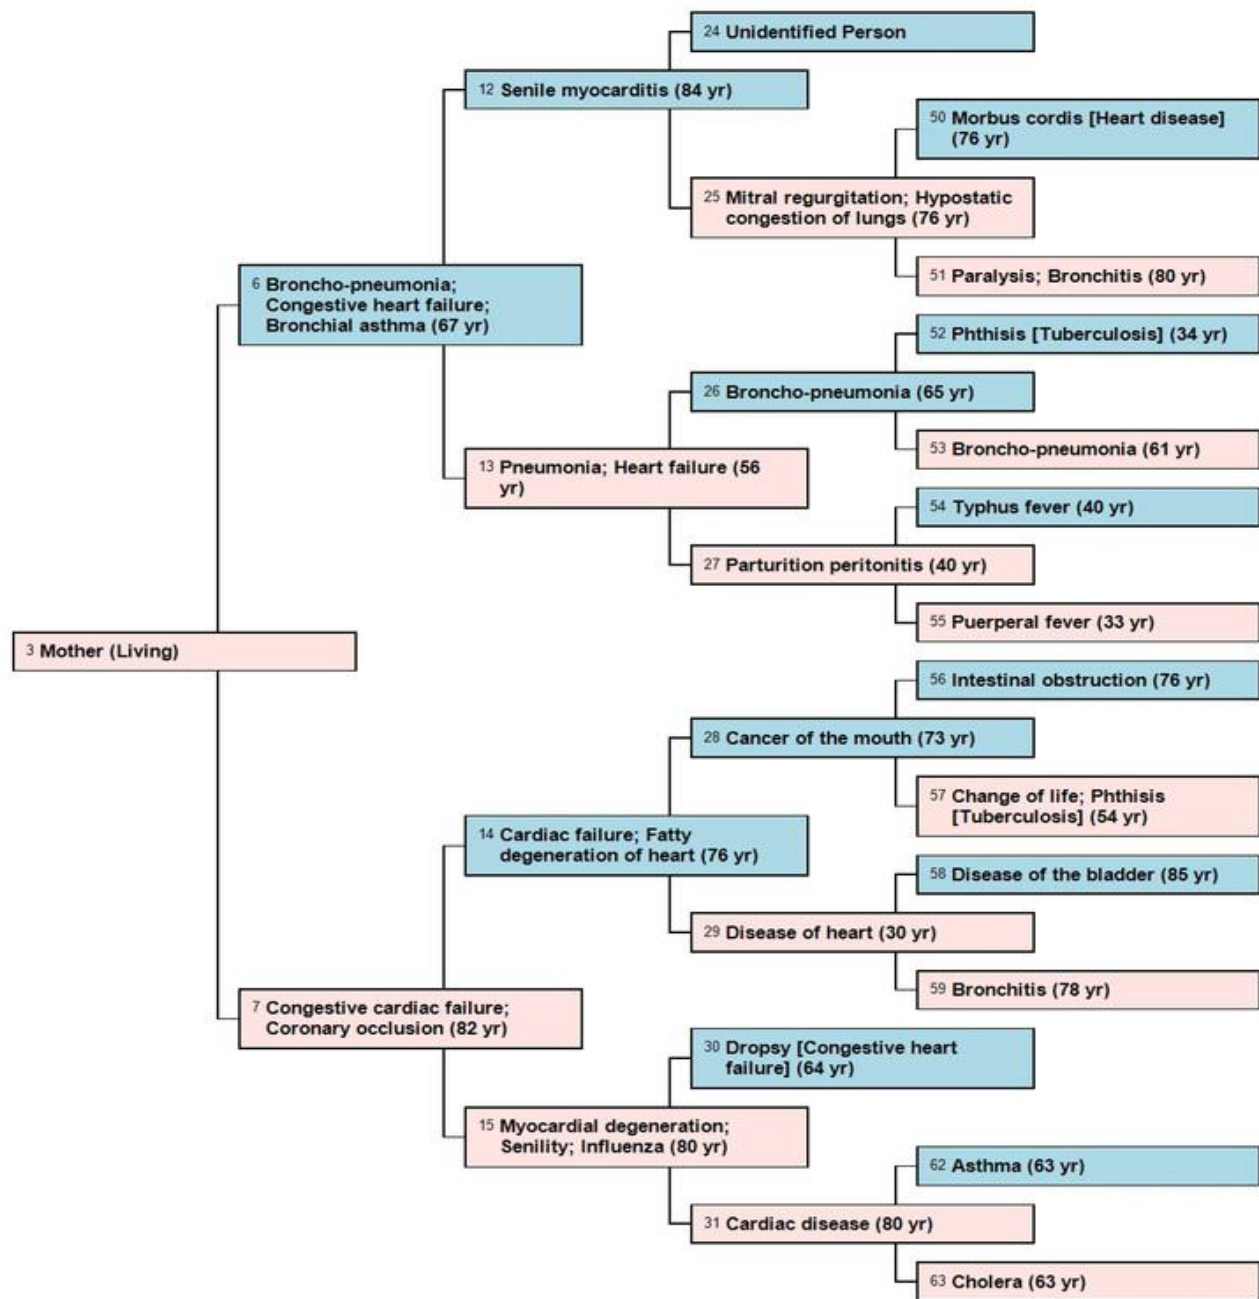 24 Unidentified Person
12 Senile myocarditis (84 yr)
50 Morbus cordis [Heart disease]
(76 yr)
25 Mitral regurgitation; Hypostatic
congestion of lungs (76 yr)
51 Paralysis; Bronchitis (80 yr)
6 Broncho-pneumonia;
Congestive heart failure;
Bronchial asthma (67 yr)
52 Phthisis [Tuberculosis] (34 yr)
26 Broncho-pneumonia (65 yr)
53 Broncho-pneumonia (61 yr)
13 Pneumonia; Heart failure (56
yr)
54 Typhus fever (40 yr)
27 Parturition peritonitis (40 yr)
55 Puerperal fever (33 yr)
3 Mother (Living)
56 Intestinal obstruction (76 yr)
28 Cancer of the mouth (73 yr)
57 Change of life; Phthisis
[Tuberculosis] (54 yr)
14 Cardiac failure; Fatty
degeneration of heart (76 yr)
58 Disease of the bladder (85 yr)
29 Disease of heart (30 yr)
59 Bronchitis (78 yr)
7 Congestive cardiac failure;
Coronary occlusion (82 yr)
30 Dropsy [Congestive heart
failure] (64 yr)
15 Myocardial degeneration;
Senility; Influenza (80 yr)
62 Asthma (63 yr)
31 Cardiac disease (80 yr)
63 Cholera (63 yr)